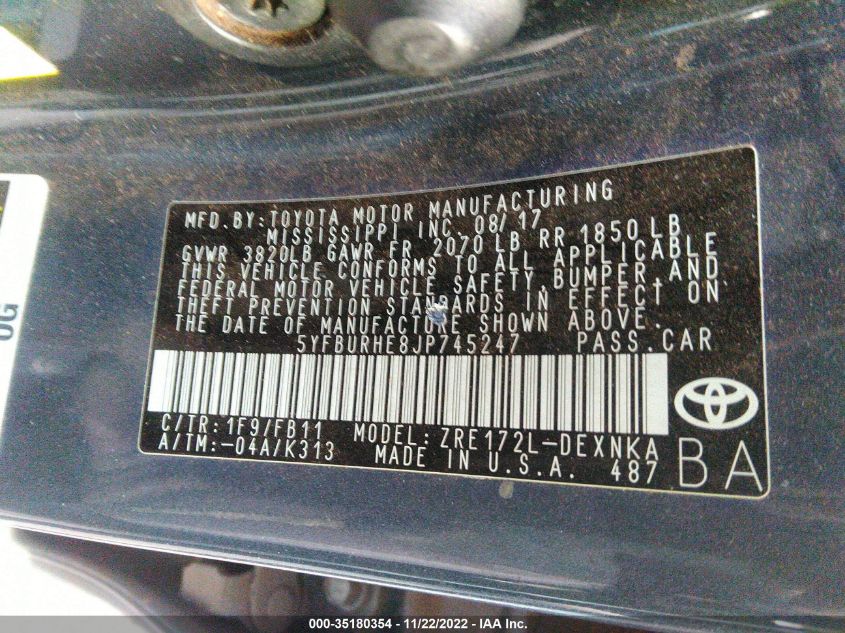 OG
MFD. BY: TOYOTA MOTOR MANUFACTURING
MISSISSIPPI INC. 08/17
GVWR 3820LB GAWR FR 2070 LB RR 1850 LB
THIS VEHICLE CONFORMS TO ALL APPLICABLE
FEDERAL MOTOR VEHICLE SAFETY, BUMPER, AND
THEFT PREVENTION STANDARDS IN EFFECT ON
THE DATE OF MANUFACTURE SHOWN ABOVE.
5YFBURHE8JP745247 PASS.CAR
C/TR: 1F9/FB11 MODEL: ZRE172L-DEXNKA
A/TM: -04A/K313 MADE IN U.S.A. 487
BA
000-35180354 • 11/22/2022 - IAA Inc.